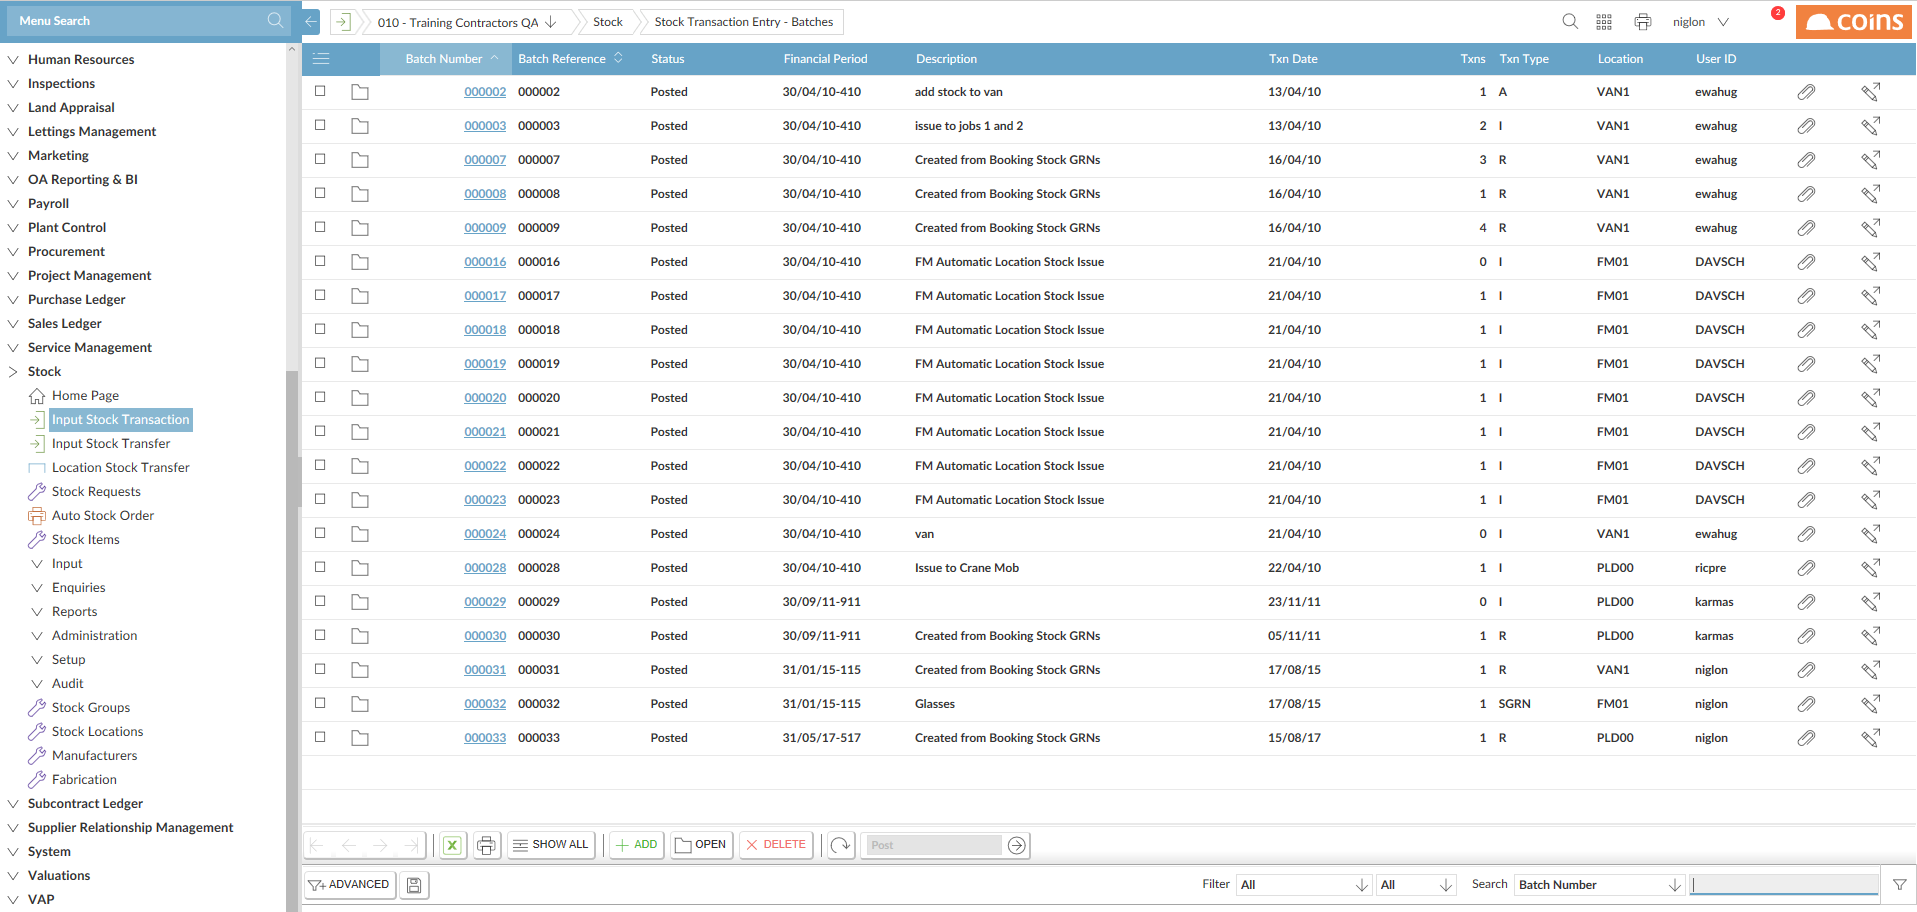 Menu Search
010 - Training Contractors QA
Stock
Stock Transaction Entry - Batches
niglon
2
coins
Human Resources
Inspections
Land Appraisal
Lettings Management
Marketing
OA Reporting & BI
Payroll
Plant Control
Procurement
Project Management
Purchase Ledger
Sales Ledger
Service Management
Stock
Home Page
Input Stock Transaction
Input Stock Transfer
Location Stock Transfer
Stock Requests
Auto Stock Order
Stock Items
Input
Enquiries
Reports
Administration
Setup
Audit
Stock Groups
Stock Locations
Manufacturers
Fabrication
Subcontract Ledger
Supplier Relationship Management
System
Valuations
VAP
Batch Number Batch Reference Status Financial Period Description Txn Date Txns Txn Type Location User ID
000002 000002 Posted 30/04/10-410 add stock to van 13/04/10 1 A VAN1 ewahug
000003 000003 Posted 30/04/10-410 issue to jobs 1 and 2 13/04/10 2 I VAN1 ewahug
000007 000007 Posted 30/04/10-410 Created from Booking Stock GRNs 16/04/10 3 R VAN1 ewahug
000008 000008 Posted 30/04/10-410 Created from Booking Stock GRNs 16/04/10 1 R VAN1 ewahug
000009 000009 Posted 30/04/10-410 Created from Booking Stock GRNs 16/04/10 4 R VAN1 ewahug
000016 000016 Posted 30/04/10-410 FM Automatic Location Stock Issue 21/04/10 0 I FM01 DAVSCH
000017 000017 Posted 30/04/10-410 FM Automatic Location Stock Issue 21/04/10 1 I FM01 DAVSCH
000018 000018 Posted 30/04/10-410 FM Automatic Location Stock Issue 21/04/10 1 I FM01 DAVSCH
000019 000019 Posted 30/04/10-410 FM Automatic Location Stock Issue 21/04/10 1 I FM01 DAVSCH
000020 000020 Posted 30/04/10-410 FM Automatic Location Stock Issue 21/04/10 1 I FM01 DAVSCH
000021 000021 Posted 30/04/10-410 FM Automatic Location Stock Issue 21/04/10 1 I FM01 DAVSCH
000022 000022 Posted 30/04/10-410 FM Automatic Location Stock Issue 21/04/10 1 I FM01 DAVSCH
000023 000023 Posted 30/04/10-410 FM Automatic Location Stock Issue 21/04/10 1 I FM01 DAVSCH
000024 000024 Posted 30/04/10-410 van 21/04/10 0 I VAN1 ewahug
000028 000028 Posted 30/04/10-410 Issue to Crane Mob 22/04/10 1 I PLD00 ricpre
000029 000029 Posted 30/09/11-911 23/11/11 0 I PLD00 karmas
000030 000030 Posted 30/09/11-911 Created from Booking Stock GRNs 05/11/11 1 R PLD00 karmas
000031 000031 Posted 31/01/15-115 Created from Booking Stock GRNs 17/08/15 1 R VAN1 niglon
000032 000032 Posted 31/01/15-115 Glasses 17/08/15 1 SGRN FM01 niglon
000033 000033 Posted 31/05/17-517 Created from Booking Stock GRNs 15/08/17 1 R PLD00 niglon
SHOW ALL ADD OPEN DELETE Post
ADVANCED Filter All All Search Batch Number